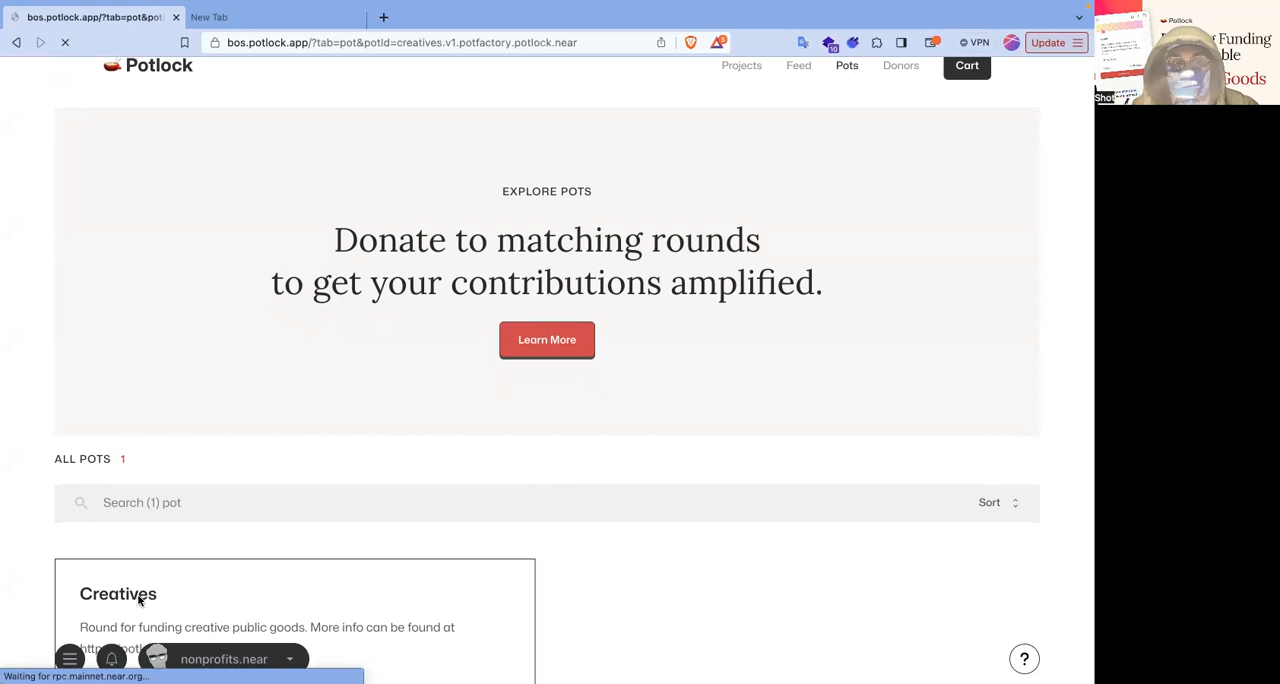 bos.potlock.app/?tab=pot&pot
New Tab
bos.potlock.app/?tab=pot&potId=creatives.v1.potfactory.potlock.near
10
5
VPN
Update
Potlock
Projects
Feed
Pots
Donors
Cart
EXPLORE POTS
Donate to matching rounds
to get your contributions amplified.
Learn More
ALL POTS 1
Search (1) pot
Sort
Creatives
Round for funding creative public goods. More info can be found at
nonprofits.near
?
Waiting for rpc.mainnet.near.org...
Potlock
Funding
Goods